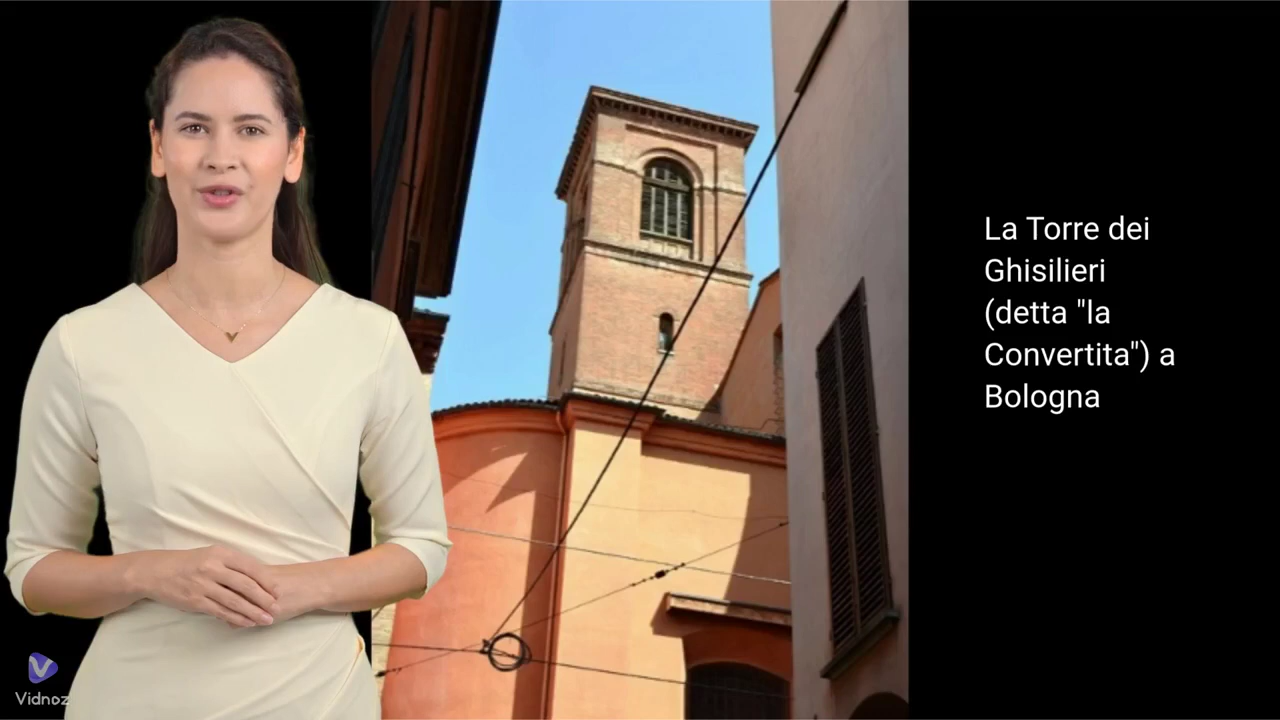 La Torre dei
Ghisilieri
(detta "la
Convertita") a
Bologna
Vidnoz